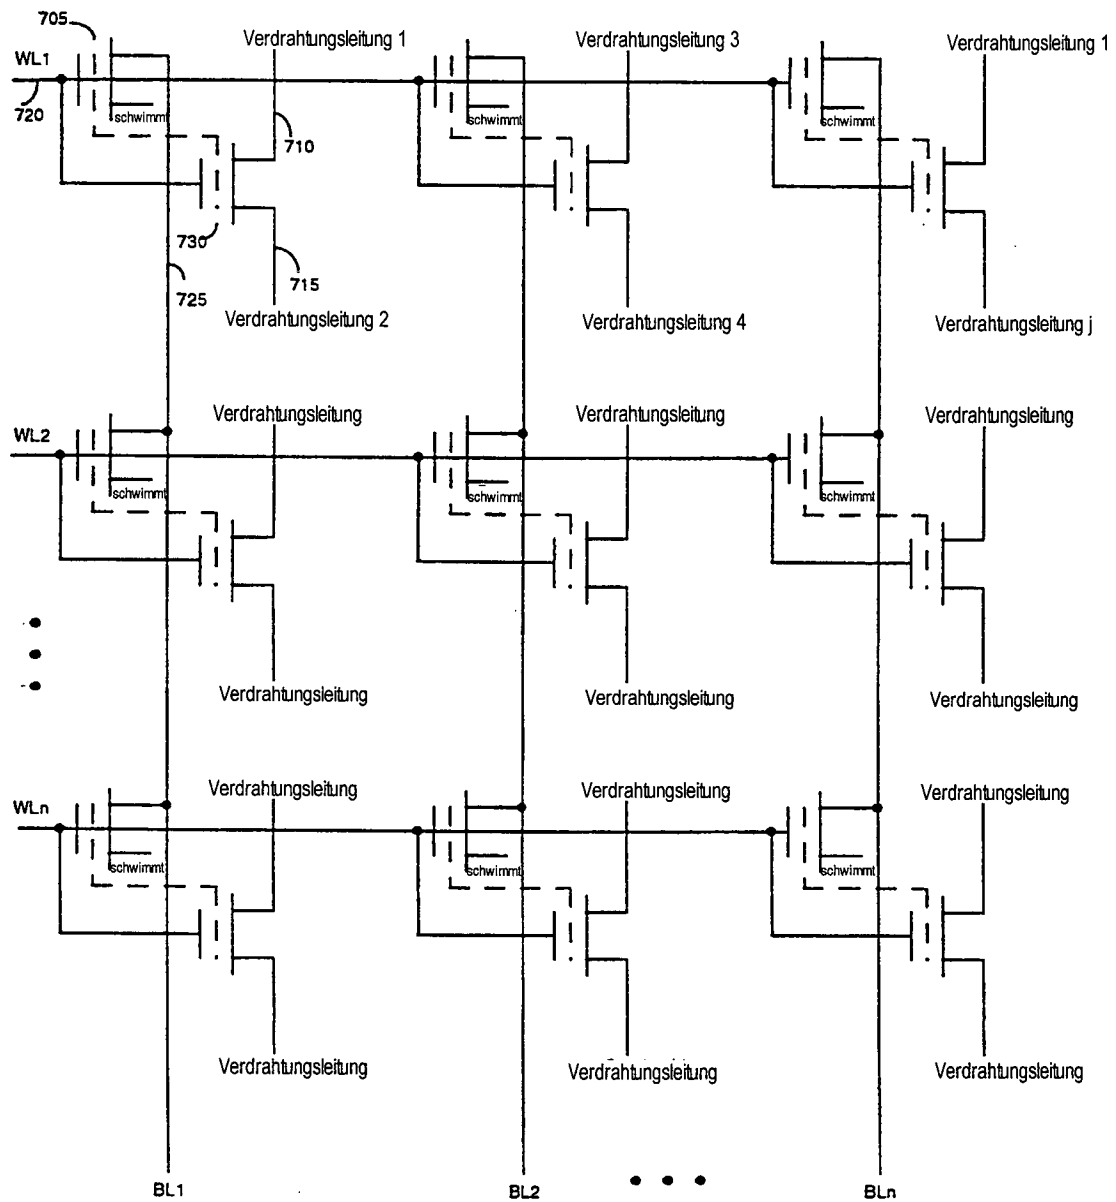 705
Verdrahtungsleitung 1
Verdrahtungsleitung 3
Verdrahtungsleitung 1
WL1
720
schwimmt
schwimmt
schwimmt
710
730
715
725
Verdrahtungsleitung 2
Verdrahtungsleitung 4
Verdrahtungsleitung j
Verdrahtungsleitung
Verdrahtungsleitung
Verdrahtungsleitung
WL2
schwimmt
schwimmt
schwimmt
Verdrahtungsleitung
Verdrahtungsleitung
Verdrahtungsleitung
Verdrahtungsleitung
Verdrahtungsleitung
Verdrahtungsleitung
WLn
schwimmt
schwimmt
schwimmt
Verdrahtungsleitung
Verdrahtungsleitung
Verdrahtungsleitung
BL1
BL2
BLn